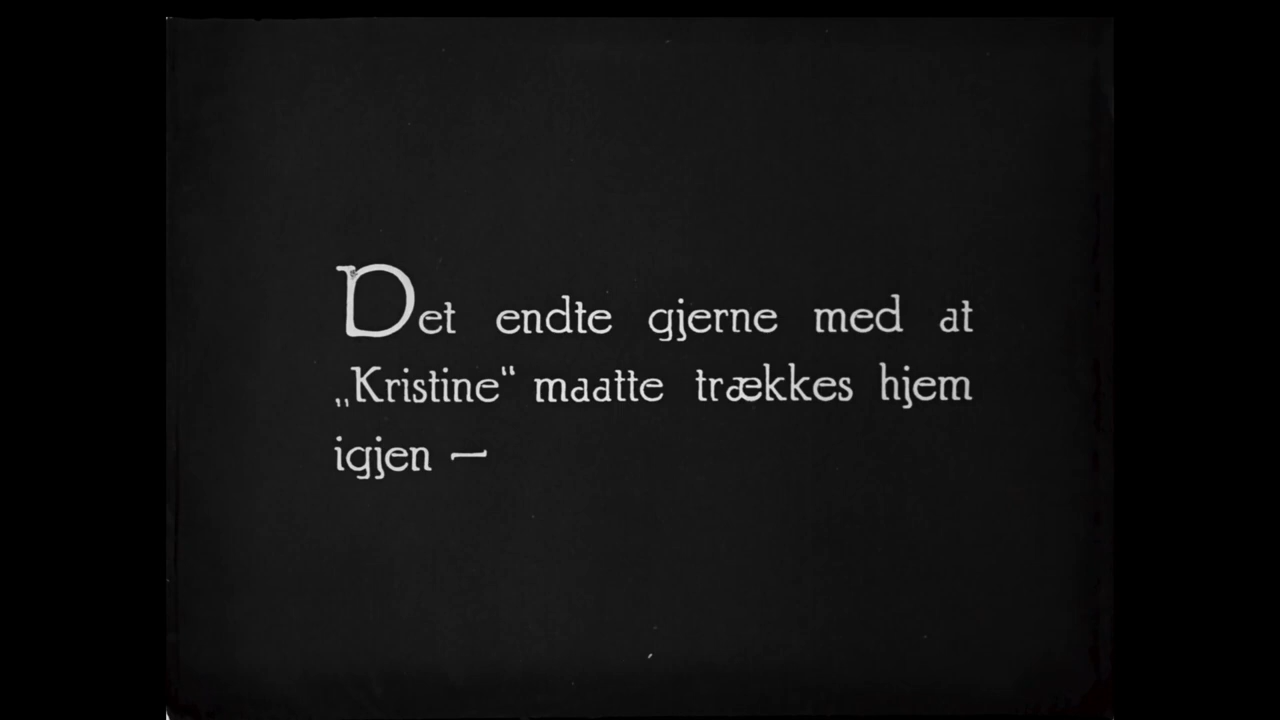 Det endte gjerne med at
„Kristine“ maatte trækkes hjem
igjen —